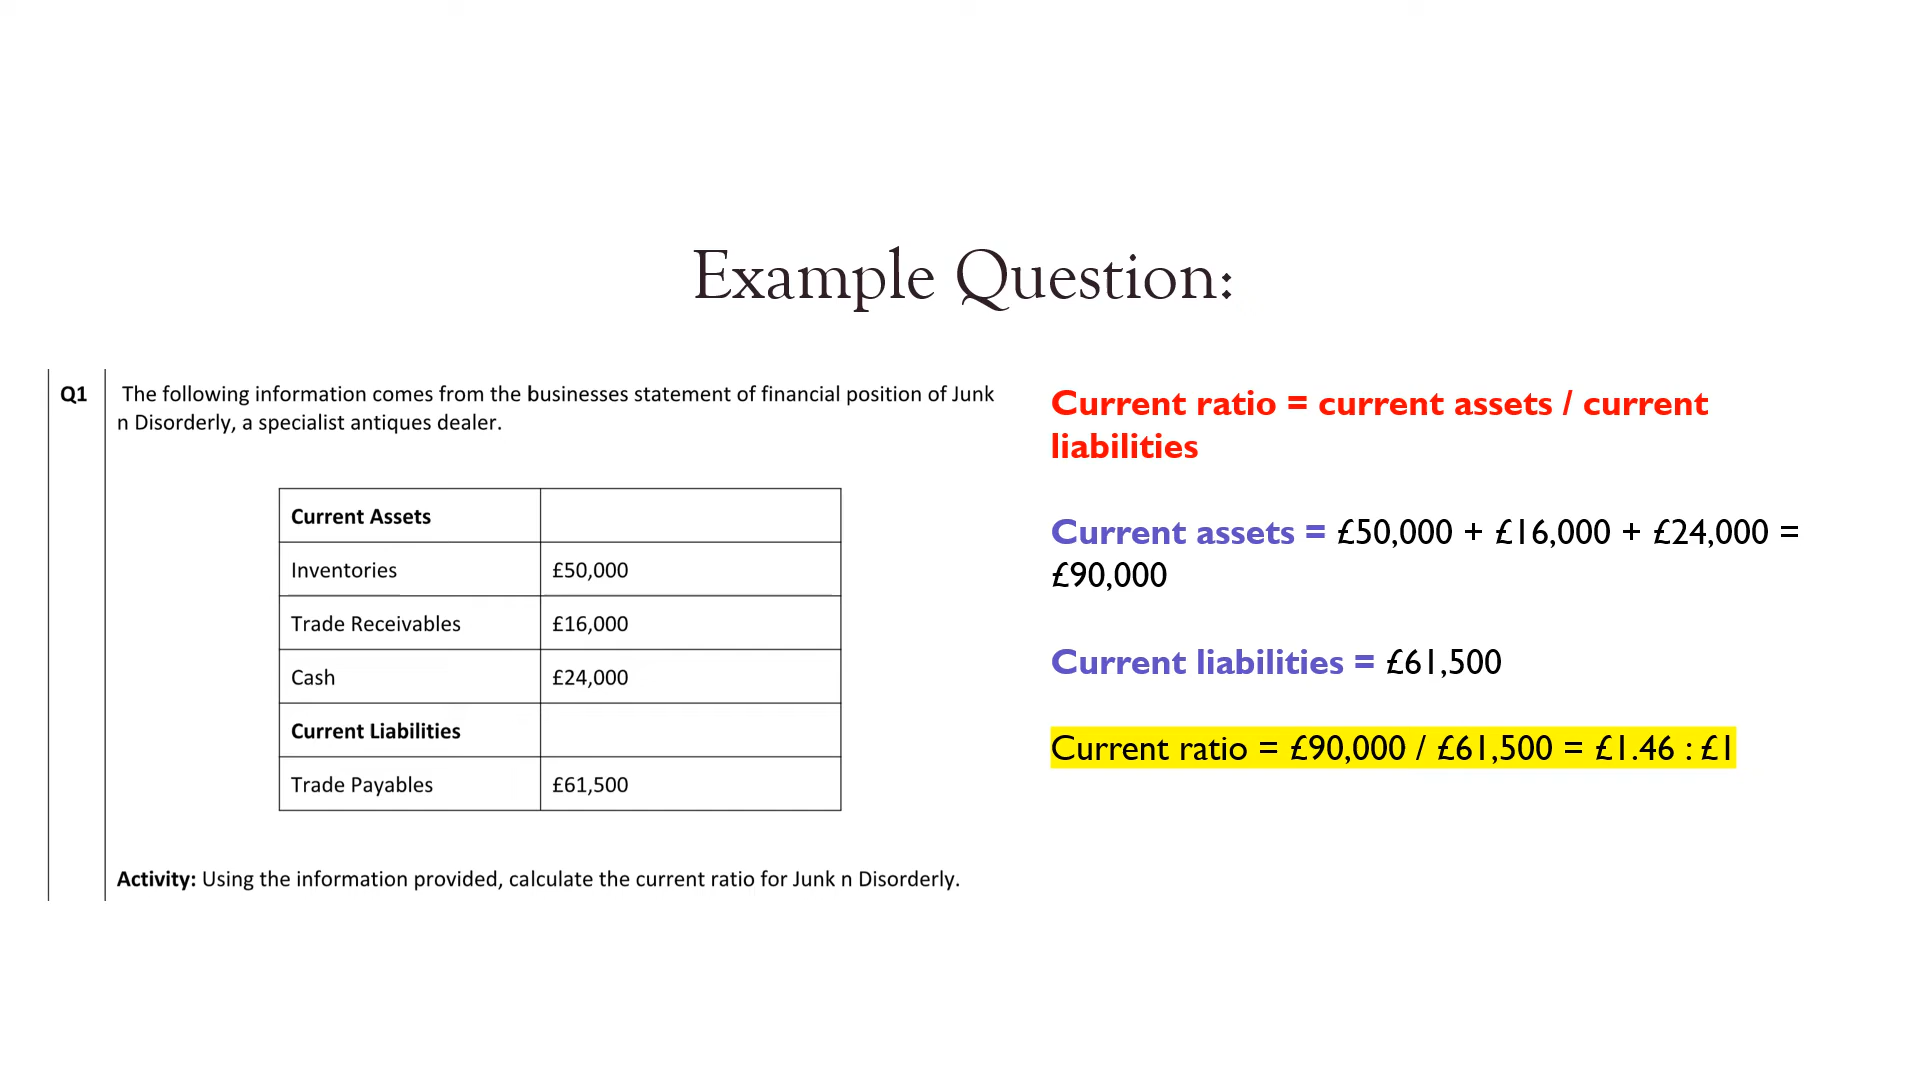 Example Question:
Q1 The following information comes from the businesses statement of financial position of Junk
n Disorderly, a specialist antiques dealer.
Current Assets
Inventories £50,000
Trade Receivables £16,000
Cash £24,000
Current Liabilities
Trade Payables £61,500
Activity: Using the information provided, calculate the current ratio for Junk n Disorderly.
Current ratio = current assets / current
liabilities
Current assets = £50,000 + £16,000 + £24,000 =
£90,000
Current liabilities = £61,500
Current ratio = £90,000 / £61,500 = £1.46 : £1